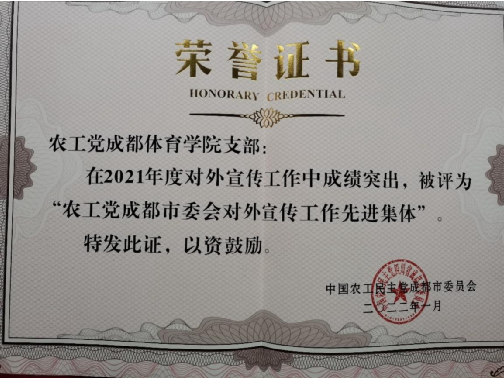 荣誉证书
HONORARY CREDENTIAL
农工党成都体育学院支部：
在2021年度对外宣传工作中成绩突出，被评为
“农工党成都市委会对外宣传工作先进集体”。
特发此证，以资鼓励。
中国农工民主党成都市委员会
二〇二二年一月